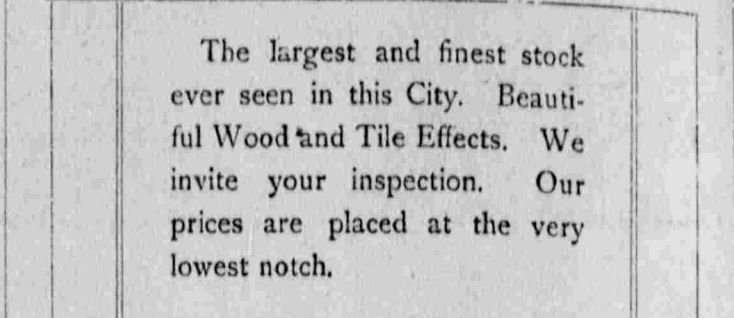 The largest and finest stock
ever seen in this City. Beauti-
ful Wood and Tile Effects. We
invite your inspection. Our
prices are placed at the very
lowest notch.